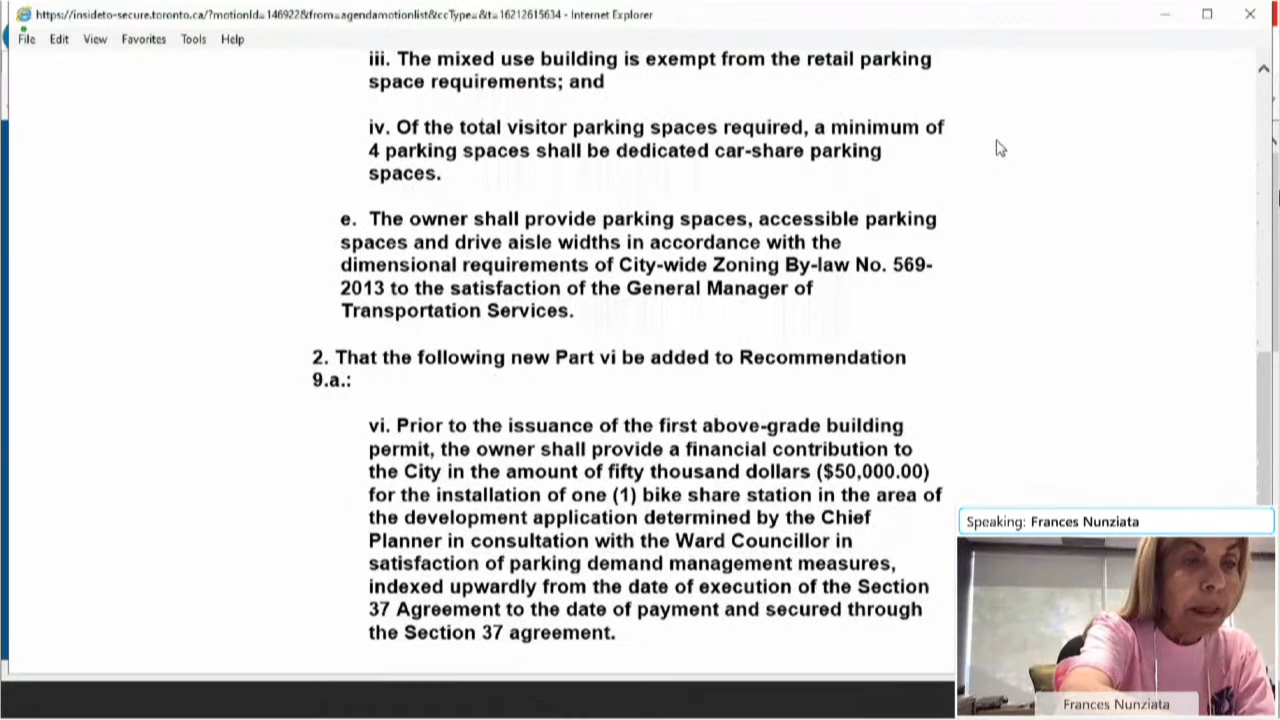 https://insideto-secure.toronto.ca/?motionId=146922&from=agendamotionlist&ccType=&t=16212615634 - Internet Explorer
File Edit View Favorites Tools Help
iii. The mixed use building is exempt from the retail parking
space requirements; and
iv. Of the total visitor parking spaces required, a minimum of
4 parking spaces shall be dedicated car-share parking
spaces.
e. The owner shall provide parking spaces, accessible parking
spaces and drive aisle widths in accordance with the
dimensional requirements of City-wide Zoning By-law No. 569-
2013 to the satisfaction of the General Manager of
Transportation Services.
2. That the following new Part vi be added to Recommendation
9.a.:
vi. Prior to the issuance of the first above-grade building
permit, the owner shall provide a financial contribution to
the City in the amount of fifty thousand dollars ($50,000.00)
for the installation of one (1) bike share station in the area of
the development application determined by the Chief
Planner in consultation with the Ward Councillor in
satisfaction of parking demand management measures,
indexed upwardly from the date of execution of the Section
37 Agreement to the date of payment and secured through
the Section 37 agreement.
Speaking: Frances Nunziata
Frances Nunziata